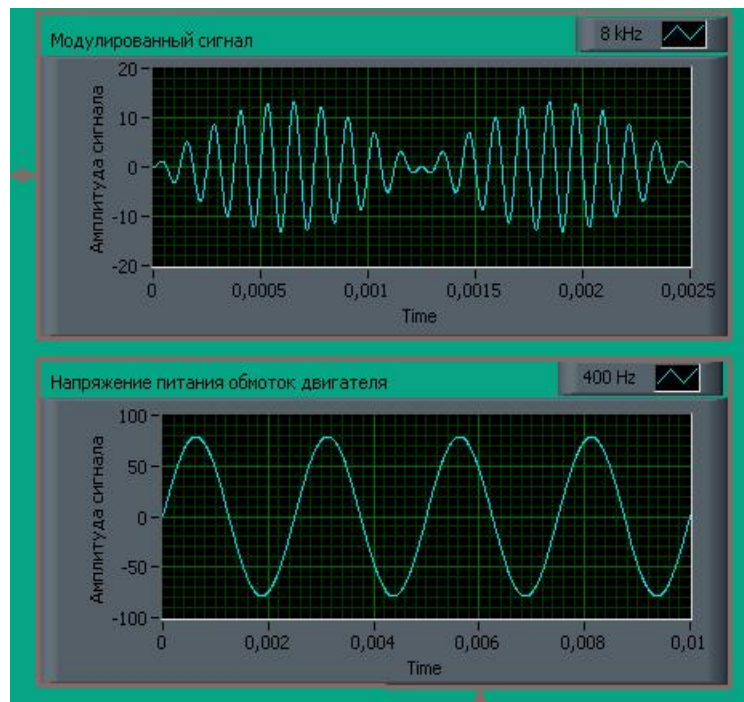 Модулированный сигнал
8 kHz
Амплитуда сигнала
20
10
0
-10
-20
0 0,0005 0,001 0,0015 0,002 0,0025
Time
Напряжение питания обмоток двигателя
400 Hz
Амплитуда сигнала
100
50
0
-50
-100
0 0,002 0,004 0,006 0,008 0,01
Time